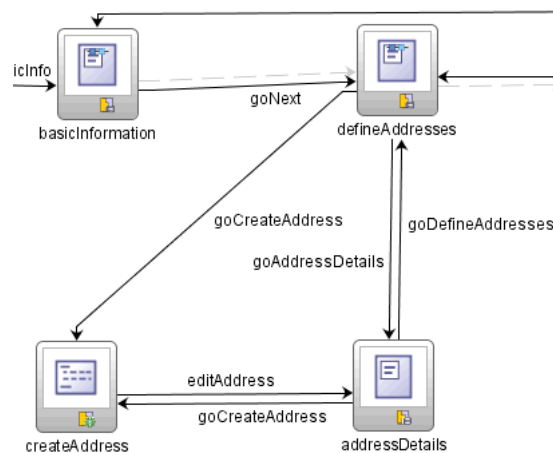 icInfo
goNext
basicInformation
defineAddresses
goCreateAddress
goDefineAddresses
goAddressDetails
editAddress
goCreateAddress
createAddress
addressDetails